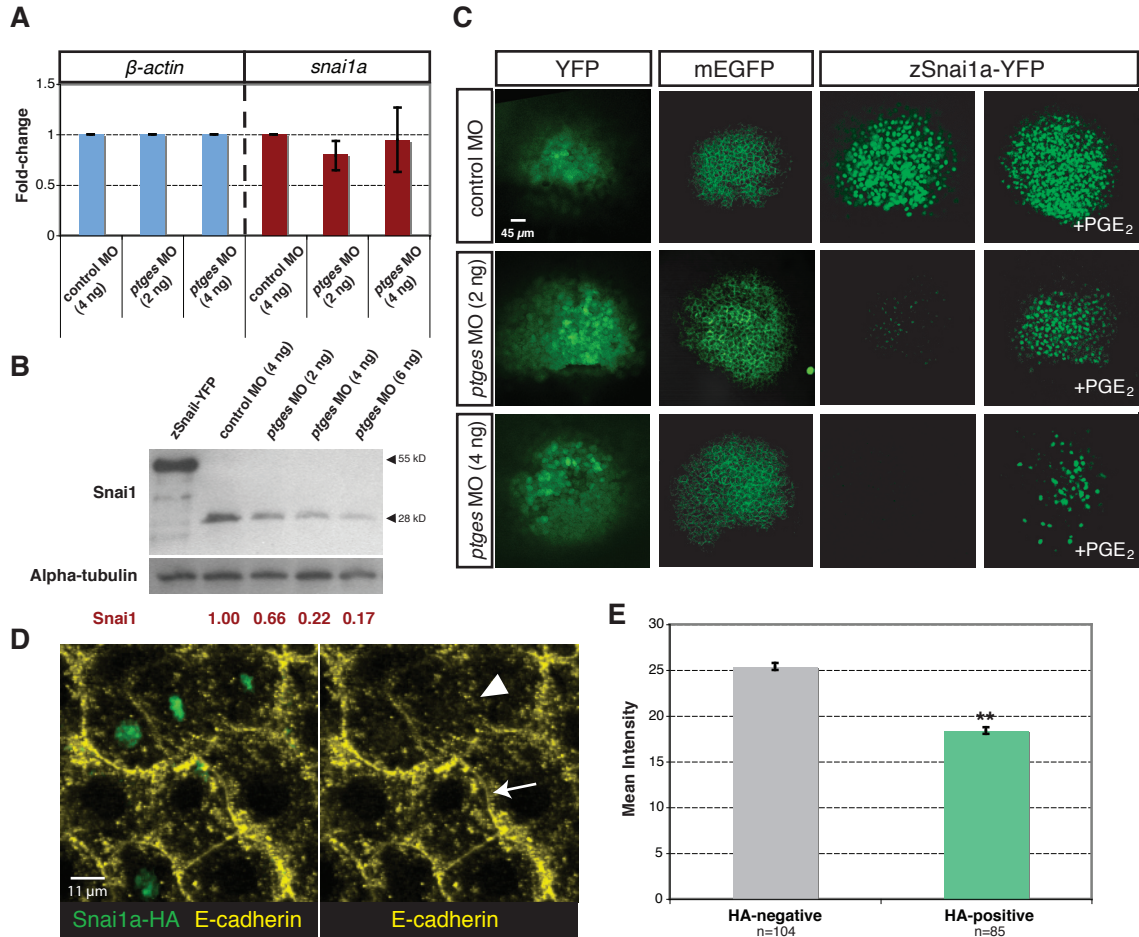 A
β-actin
snai1a
Fold-change
1.5
1
0.5
0
control MO
(4 ng)
ptges MO
(2 ng)
ptges MO
(4 ng)
control MO
(4 ng)
ptges MO
(2 ng)
ptges MO
(4 ng)
B
zSnail-YFP
control MO (4 ng)
ptges MO (2 ng)
ptges MO (4 ng)
ptges MO (6 ng)
Snai1
55 kD
28 kD
Alpha-tubulin
Snai1 1.00 0.66 0.22 0.17
C
YFP
mEGFP
zSnai1a-YFP
control MO
45 µm
+PGE2
ptges MO (2 ng)
+PGE2
ptges MO (4 ng)
+PGE2
D
11 µm
Snai1a-HA E-cadherin
E-cadherin
E
Mean Intensity
30
25
20
15
10
5
0
**
HA-negative
n=104
HA-positive
n=85